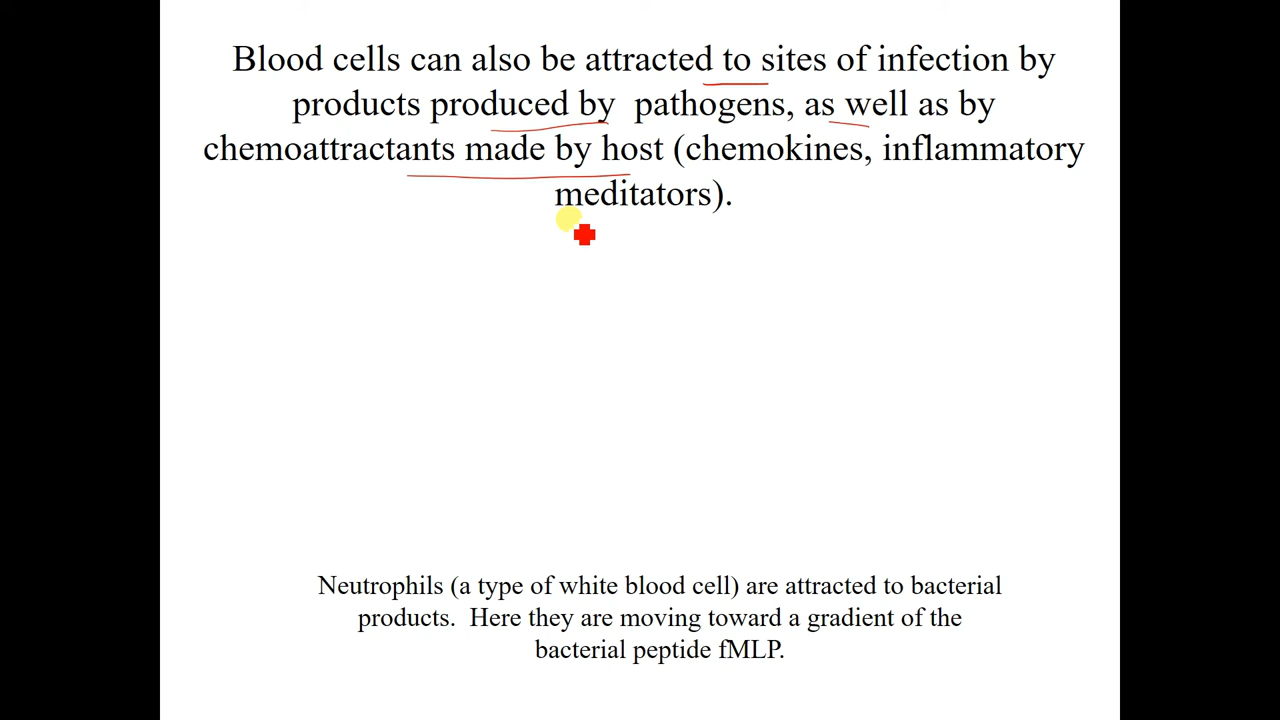 Blood cells can also be attracted to sites of infection by
products produced by  pathogens, as well as by
chemoattractants made by host (chemokines, inflammatory
meditators).
Neutrophils (a type of white blood cell) are attracted to bacterial
products.  Here they are moving toward a gradient of the
bacterial peptide fMLP.